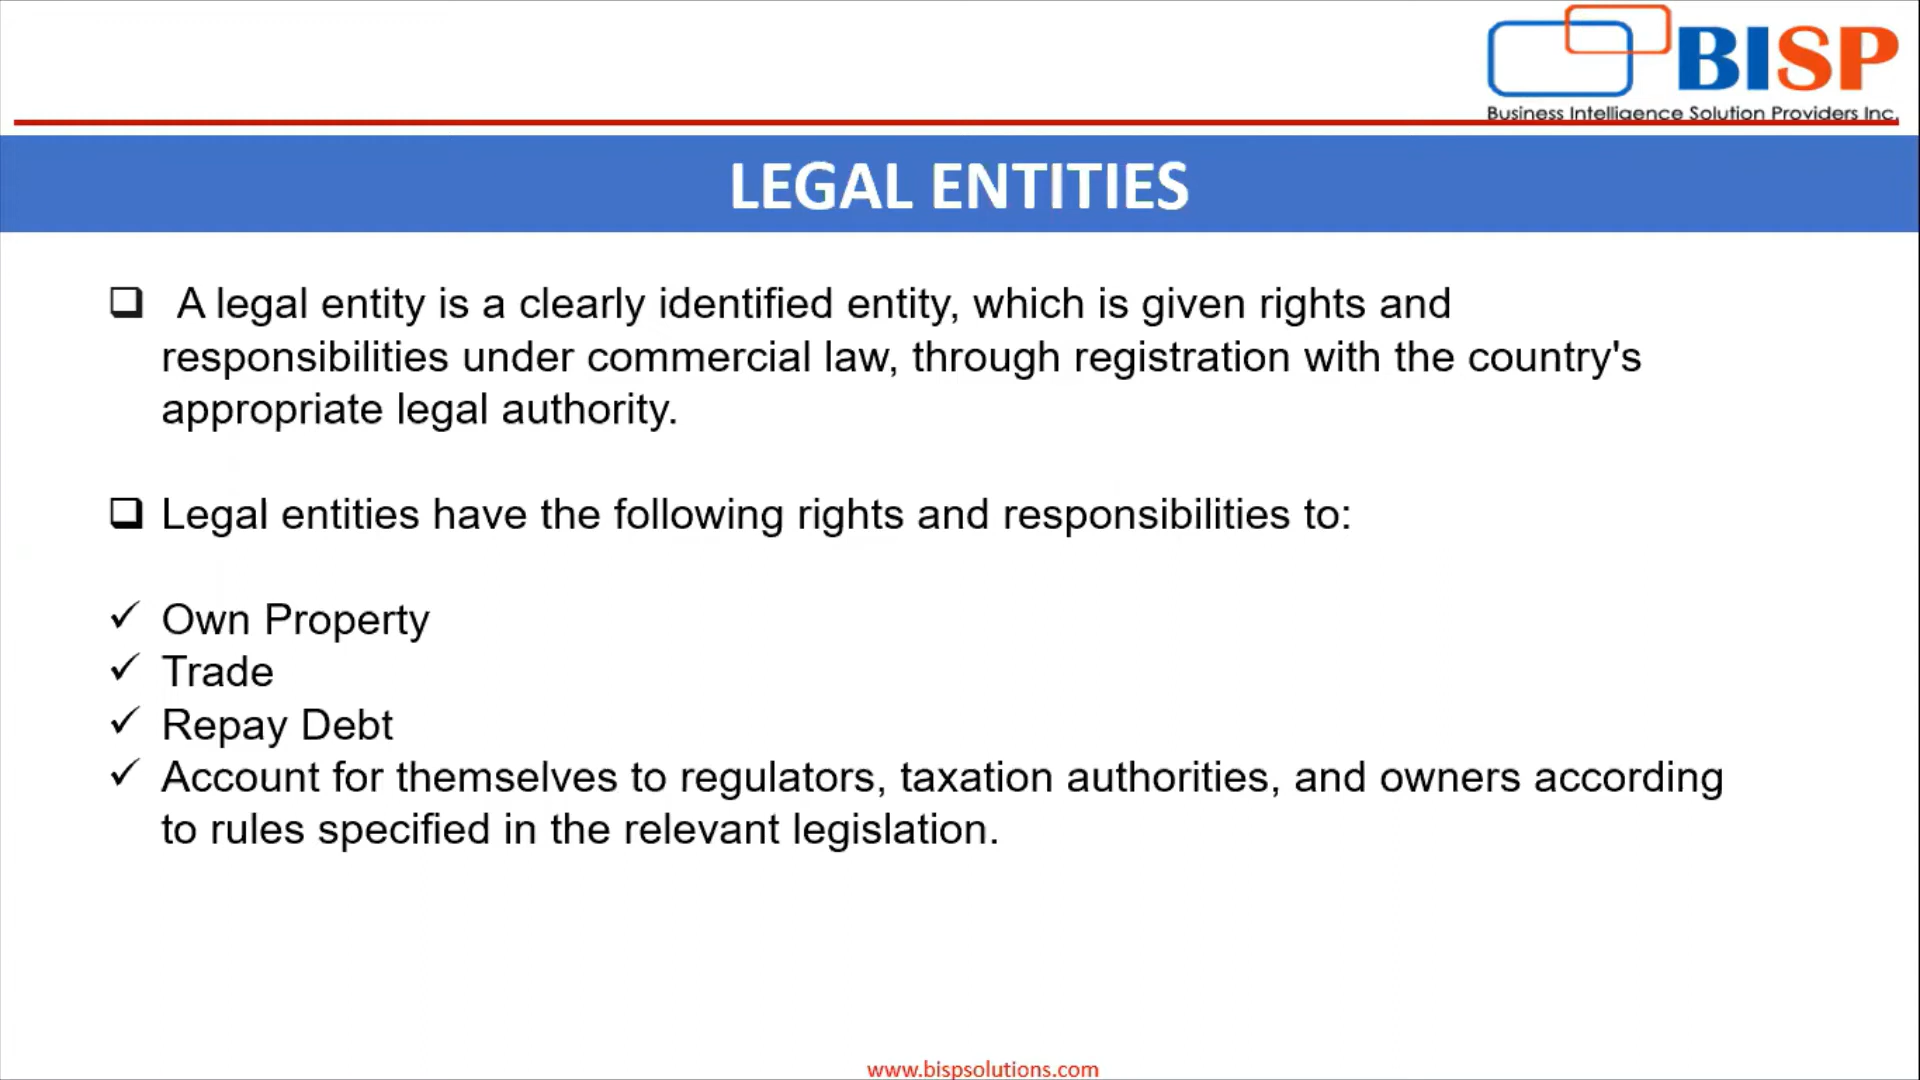 BISP
Business Intelligence Solution Providers Inc.
LEGAL ENTITIES
A legal entity is a clearly identified entity, which is given rights and
responsibilities under commercial law, through registration with the country's
appropriate legal authority.
Legal entities have the following rights and responsibilities to:
Own Property
Trade
Repay Debt
Account for themselves to regulators, taxation authorities, and owners according
to rules specified in the relevant legislation.
www.bispsolutions.com